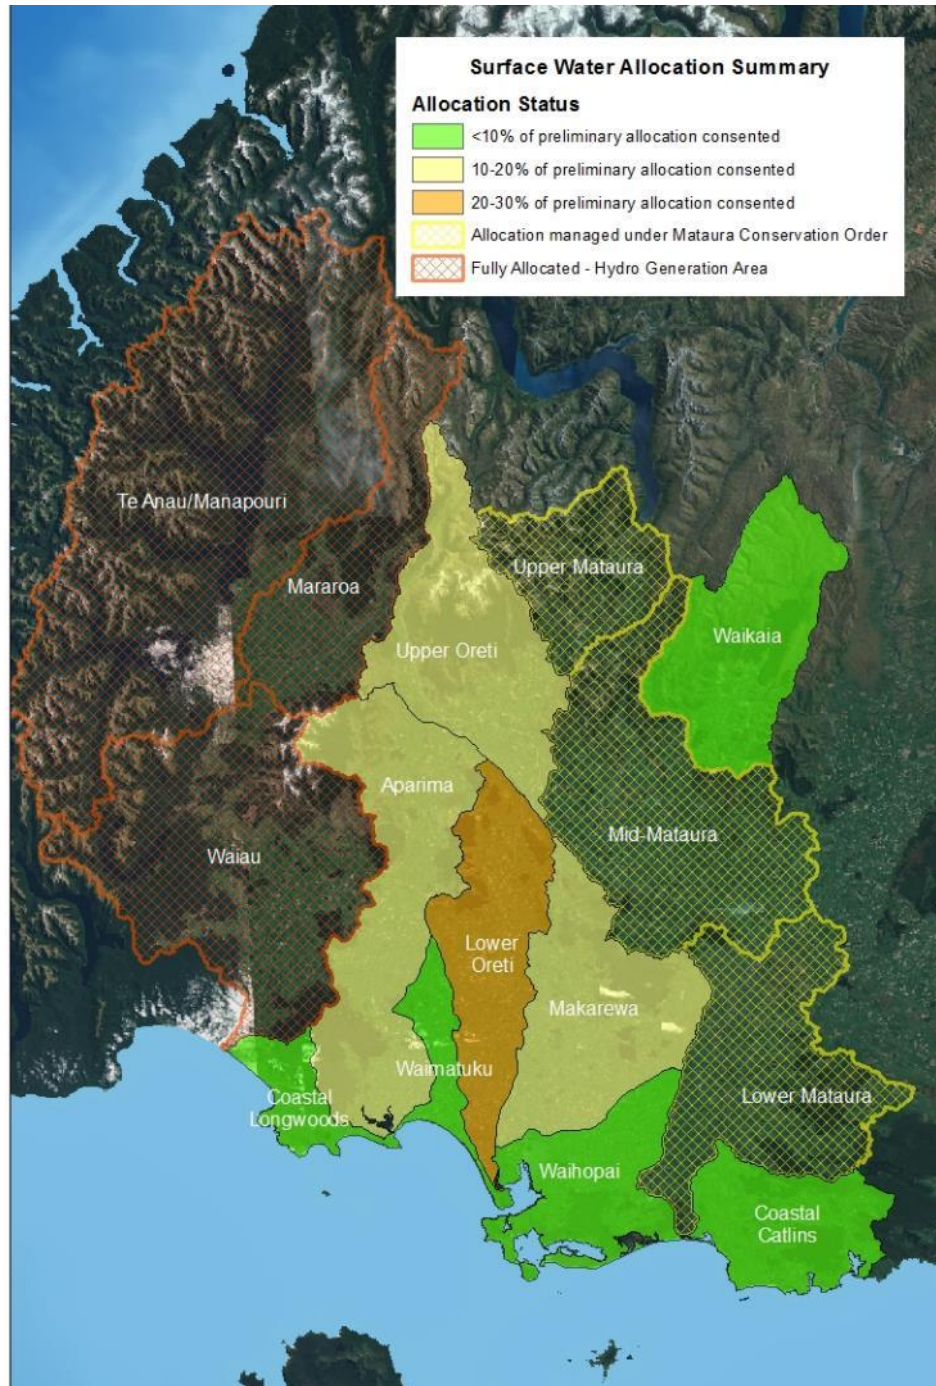 Surface Water Allocation Summary
Allocation Status
<10% of preliminary allocation consented
10-20% of preliminary allocation consented
20-30% of preliminary allocation consented
Allocation managed under Mataura Conservation Order
Fully Allocated - Hydro Generation Area
Te Anau/Manapouri
Mararoa
Upper Mataura
Waikaia
Upper Oreti
Aparima
Mid-Mataura
Waiau
Lower
Oreti
Makarewa
Waimatuku
Coastal
Longwoods
Lower Mataura
Waihopai
Coastal
Catlins